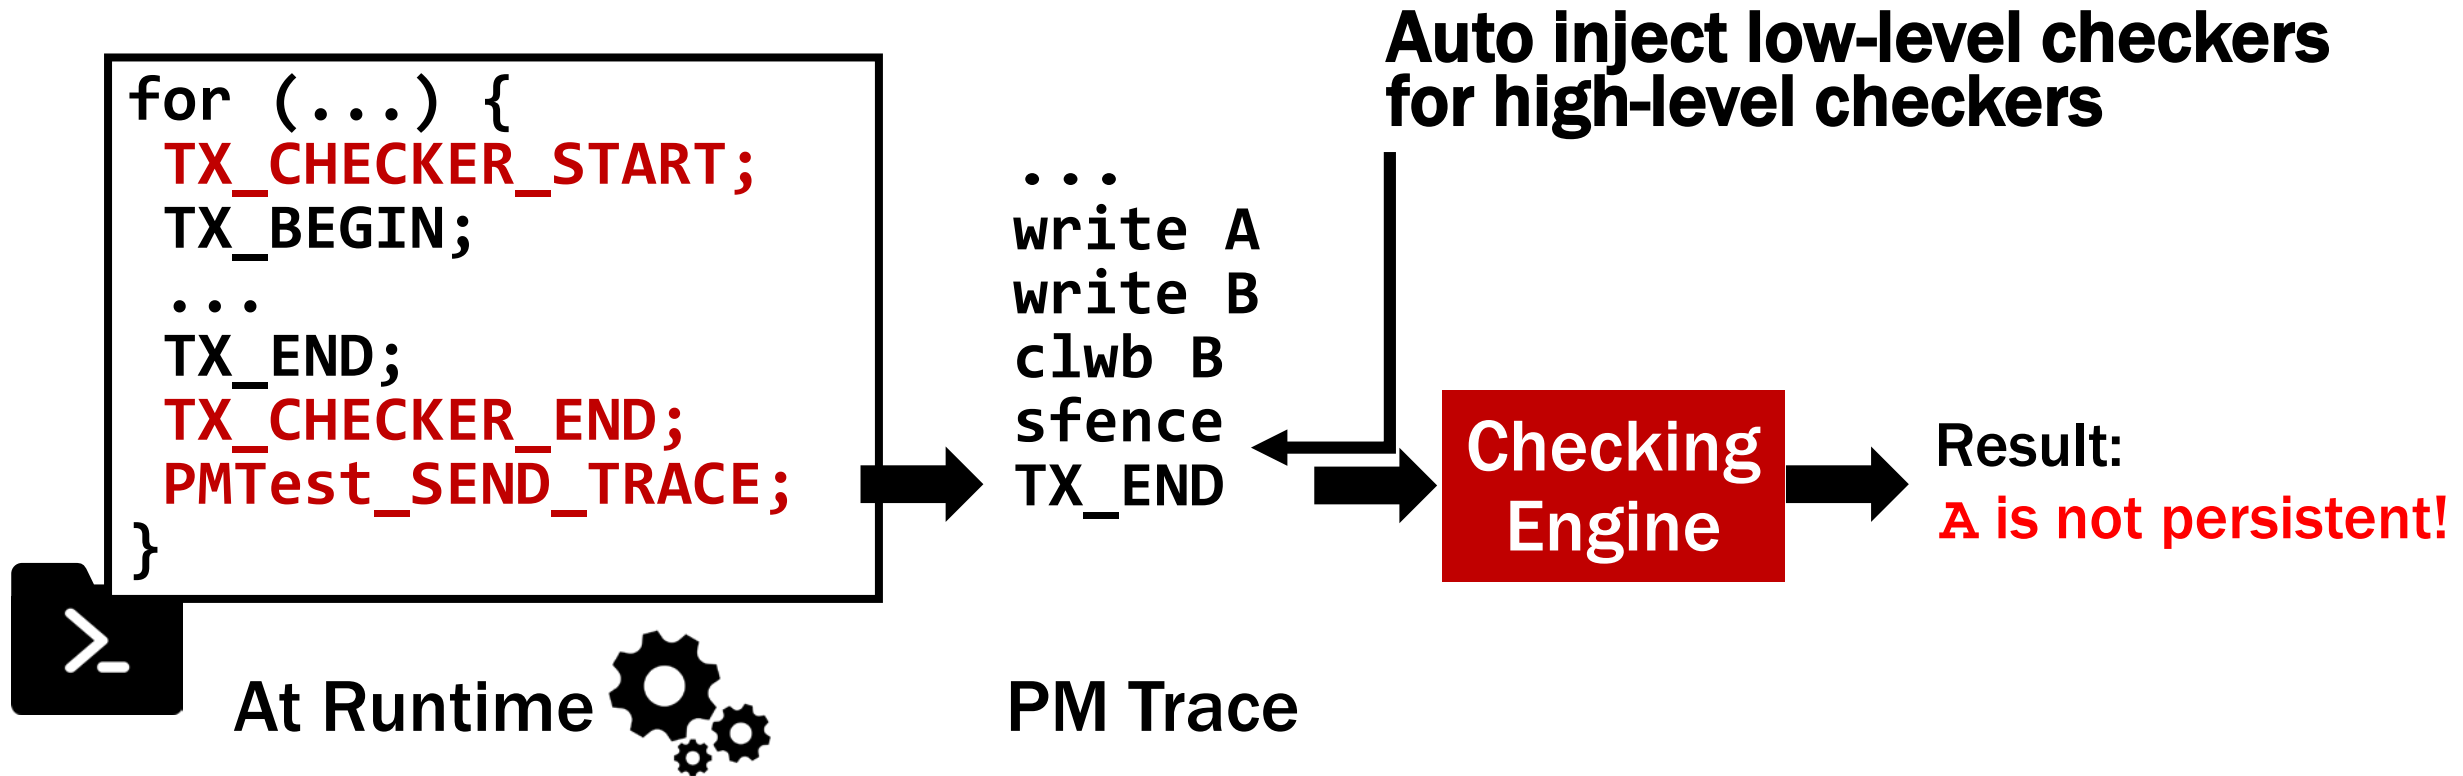 Auto inject low-level checkers
for high-level checkers
for (...) {
TX_CHECKER_START;
TX_BEGIN;
...
TX_END;
TX_CHECKER_END;
PMTest_SEND_TRACE;
}
>_
At Runtime
...
write A
write B
clwb B
sfence
TX_END
PM Trace
Checking
Engine
Result:
A is not persistent!